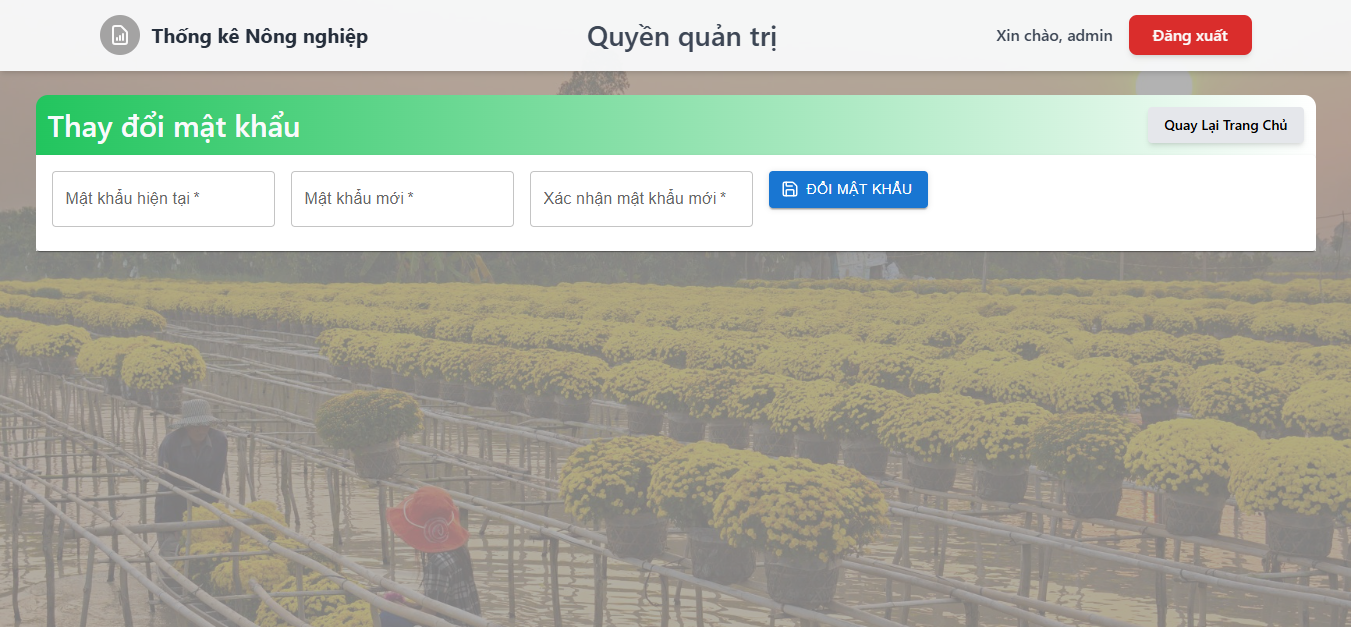 Thống kê Nông nghiệp
Quyền quản trị
Xin chào, admin
Đăng xuất
Thay đổi mật khẩu
Quay Lại Trang Chủ
Mật khẩu hiện tại *
Mật khẩu mới *
Xác nhận mật khẩu mới *
ĐỔI MẬT KHẨU